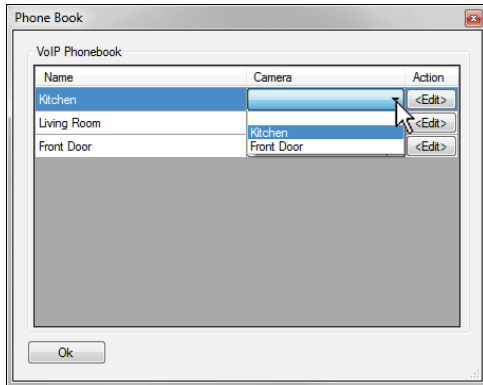 Phone Book
VoIP Phonebook
Name Camera Action
Kitchen <Edit>
Living Room <Edit>
Kitchen
Front Door Front Door <Edit>
Ok